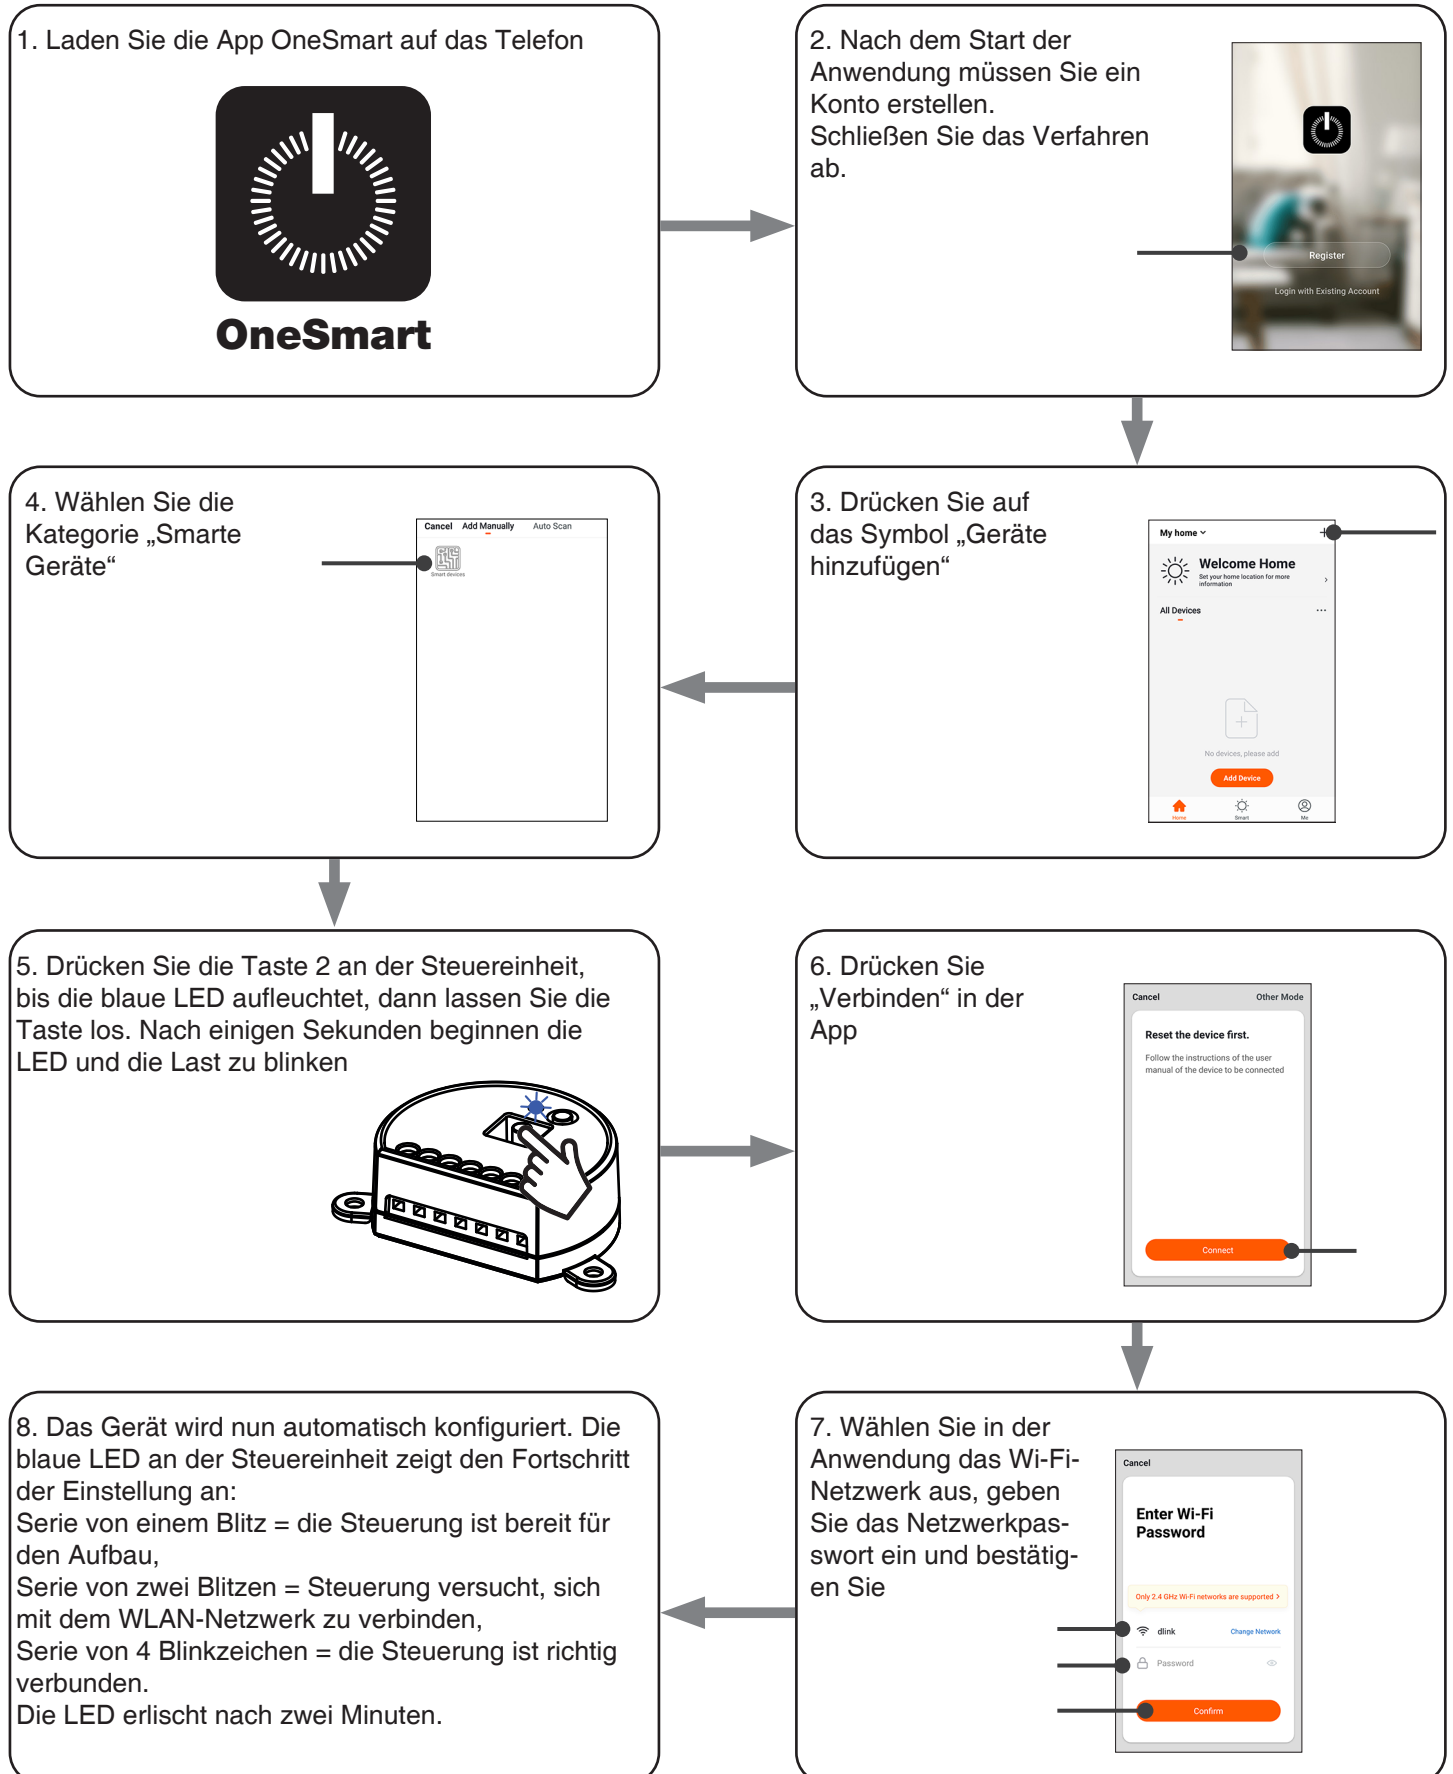 1. Laden Sie die App OneSmart auf das Telefon
OneSmart
2. Nach dem Start der
Anwendung müssen Sie ein
Konto erstellen.
Schließen Sie das Verfahren
ab.
Register
Login with Existing Account
3. Drücken Sie auf
das Symbol „Geräte
hinzufügen“
My home
Welcome Home
Set your home location for more
information
All Devices
No devices, please add
Add Device
Home Smart Me
4. Wählen Sie die
Kategorie „Smarte
Geräte“
Cancel Add Manually Auto Scan
Smart devices
5. Drücken Sie die Taste 2 an der Steuereinheit,
bis die blaue LED aufleuchtet, dann lassen Sie die
Taste los. Nach einigen Sekunden beginnen die
LED und die Last zu blinken
6. Drücken Sie
„Verbinden“ in der
App
Cancel Other Mode
Reset the device first.
Follow the instructions of the user
manual of the device to be connected
Connect
7. Wählen Sie in der
Anwendung das Wi-Fi-
Netzwerk aus, geben
Sie das Netzwerkpas-
swort ein und bestätig-
en Sie
Cancel
Enter Wi-Fi
Password
Only 2.4 GHz Wi-Fi networks are supported >
dlink Change Network
Password
Confirm
8. Das Gerät wird nun automatisch konfiguriert. Die
blaue LED an der Steuereinheit zeigt den Fortschritt
der Einstellung an:
Serie von einem Blitz = die Steuerung ist bereit für
den Aufbau,
Serie von zwei Blitzen = Steuerung versucht, sich
mit dem WLAN-Netzwerk zu verbinden,
Serie von 4 Blinkzeichen = die Steuerung ist richtig
verbunden.
Die LED erlischt nach zwei Minuten.